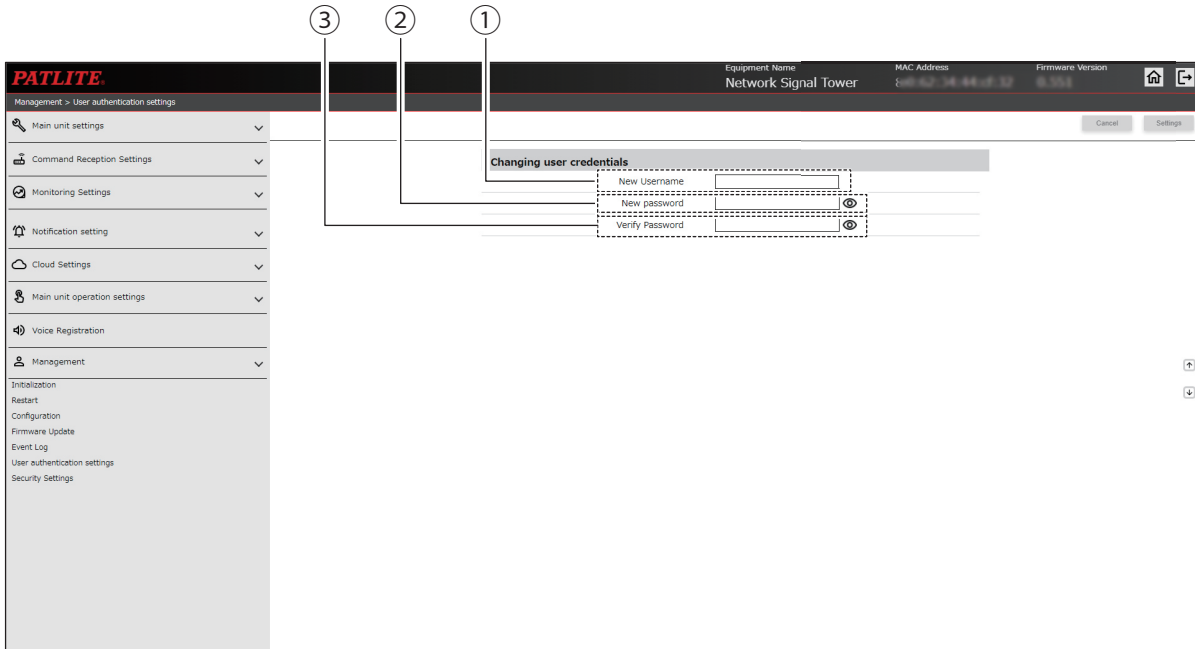 ③ ② ①
PATLITE®
Equipment Name
Network Signal Tower
MAC Address
Firmware Version
Management > User authentication settings
Cancel Settings
Main unit settings
Command Reception Settings
Monitoring Settings
Notification setting
Cloud Settings
Main unit operation settings
Voice Registration
Management
Initialization
Restart
Configuration
Firmware Update
Event Log
User authentication settings
Security Settings
Changing user credentials
New Username
New password
Verify Password